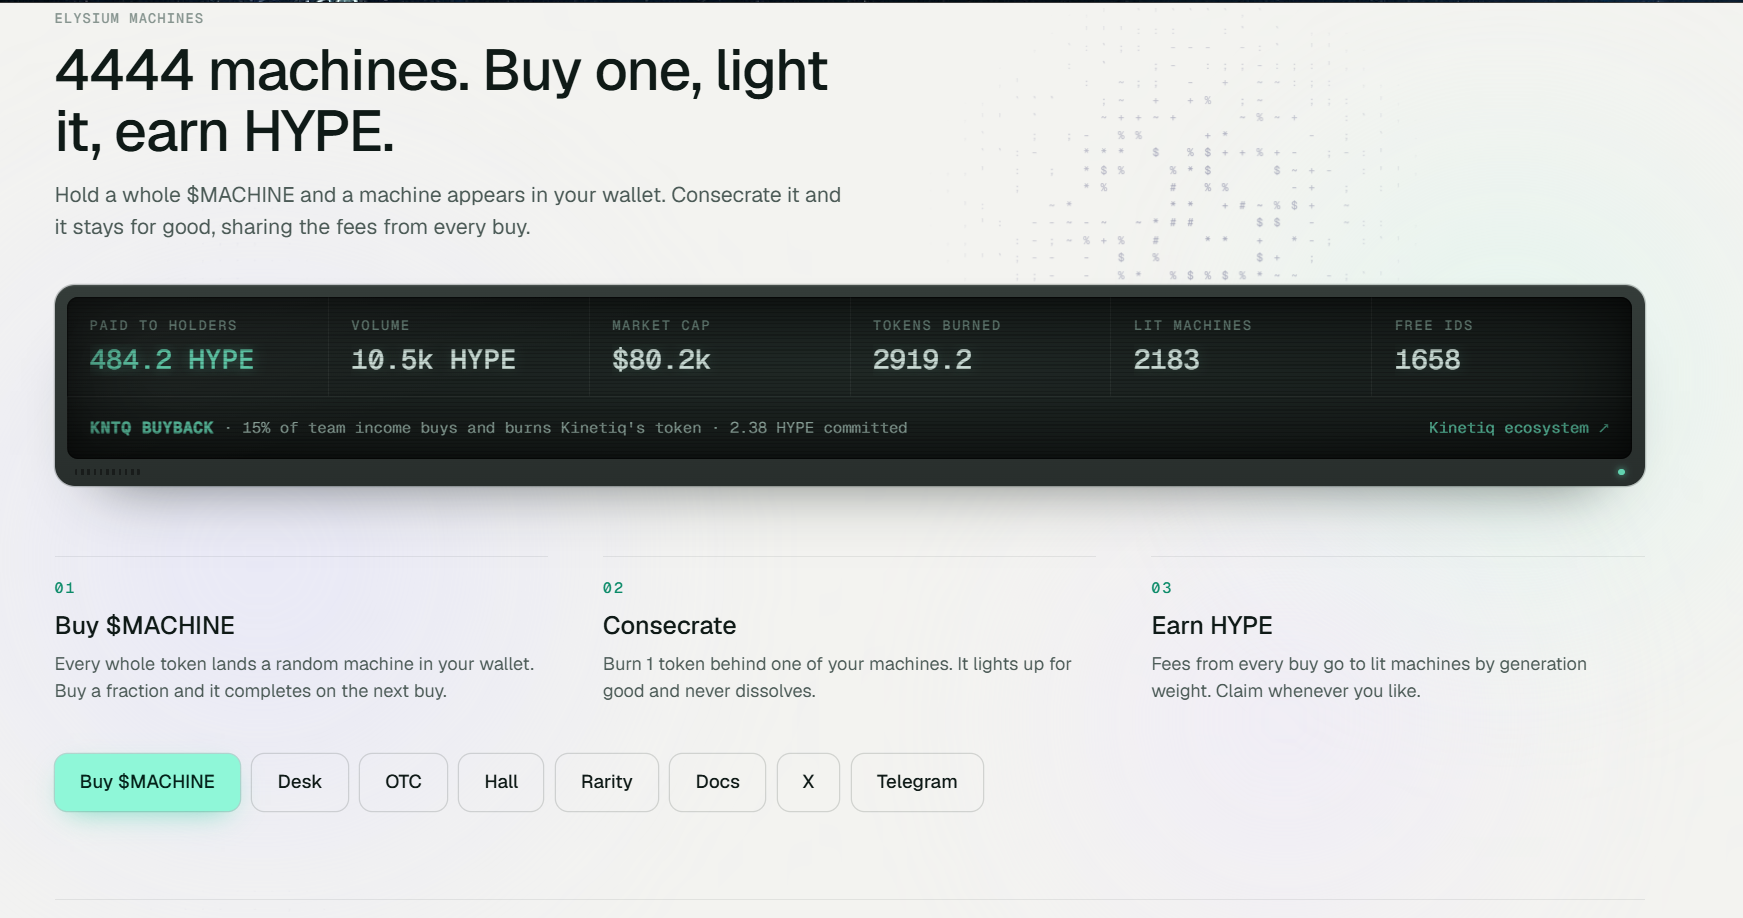 ELYSIUM MACHINES
4444 machines. Buy one, light
it, earn HYPE.
Hold a whole $MACHINE and a machine appears in your wallet. Consecrate it and
it stays for good, sharing the fees from every buy.
PAID TO HOLDERS
484.2 HYPE
VOLUME
10.5k HYPE
MARKET CAP
$80.2k
TOKENS BURNED
2919.2
LIT MACHINES
2183
FREE IDS
1658
KNTQ BUYBACK · 15% of team income buys and burns Kinetiq's token · 2.38 HYPE committed
Kinetiq ecosystem ↗
01
Buy $MACHINE
Every whole token lands a random machine in your wallet.
Buy a fraction and it completes on the next buy.
02
Consecrate
Burn 1 token behind one of your machines. It lights up for
good and never dissolves.
03
Earn HYPE
Fees from every buy go to lit machines by generation
weight. Claim whenever you like.
Buy $MACHINE
Desk
OTC
Hall
Rarity
Docs
X
Telegram